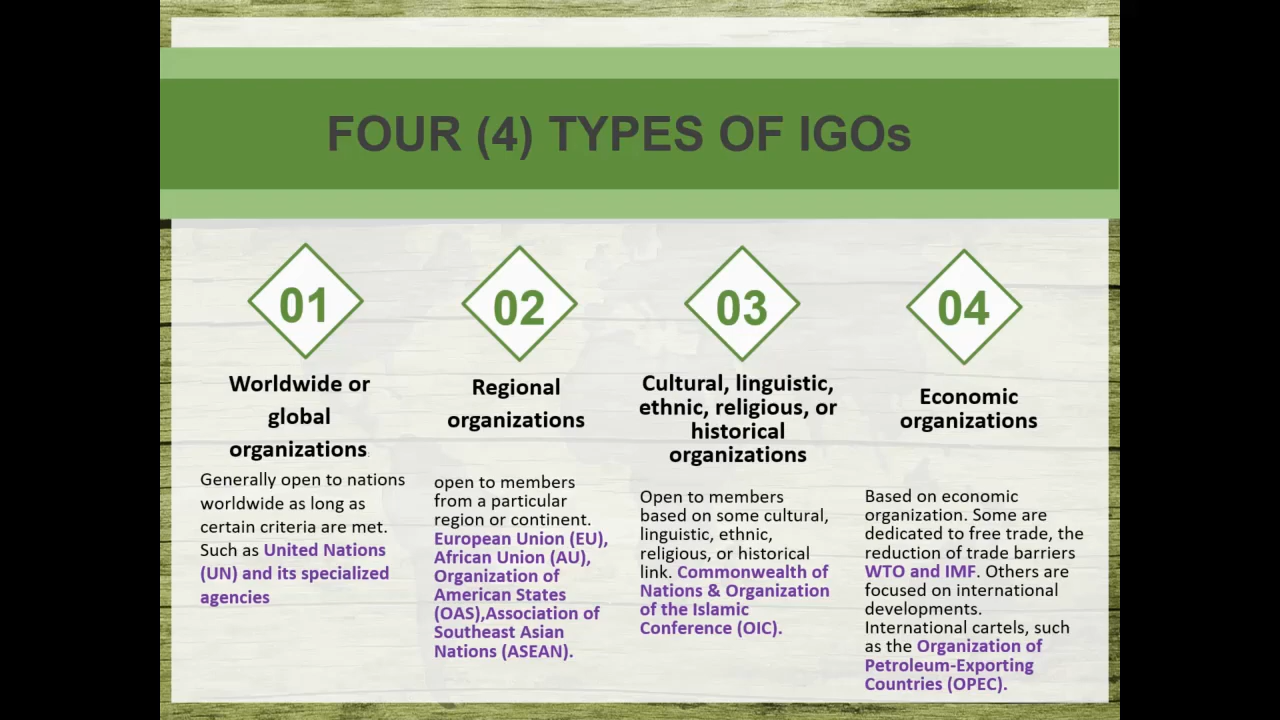 FOUR (4) TYPES OF IGOs
01
Worldwide or
global
organizations
Generally open to nations
worldwide as long as
certain criteria are met.
Such as United Nations
(UN) and its specialized
agencies
02
Regional
organizations
open to members
from a particular
region or continent.
European Union (EU),
African Union (AU),
Organization of
American States
(OAS),Association of
Southeast Asian
Nations (ASEAN).
03
Cultural, linguistic,
ethnic, religious, or
historical
organizations
Open to members
based on some cultural,
linguistic, ethnic,
religious, or historical
link. Commonwealth of
Nations & Organization
of the Islamic
Conference (OIC).
04
Economic
organizations
Based on economic
organization. Some are
dedicated to free trade, the
reduction of trade barriers
WTO and IMF. Others are
focused on international
developments.
International cartels, such
as the Organization of
Petroleum-Exporting
Countries (OPEC).